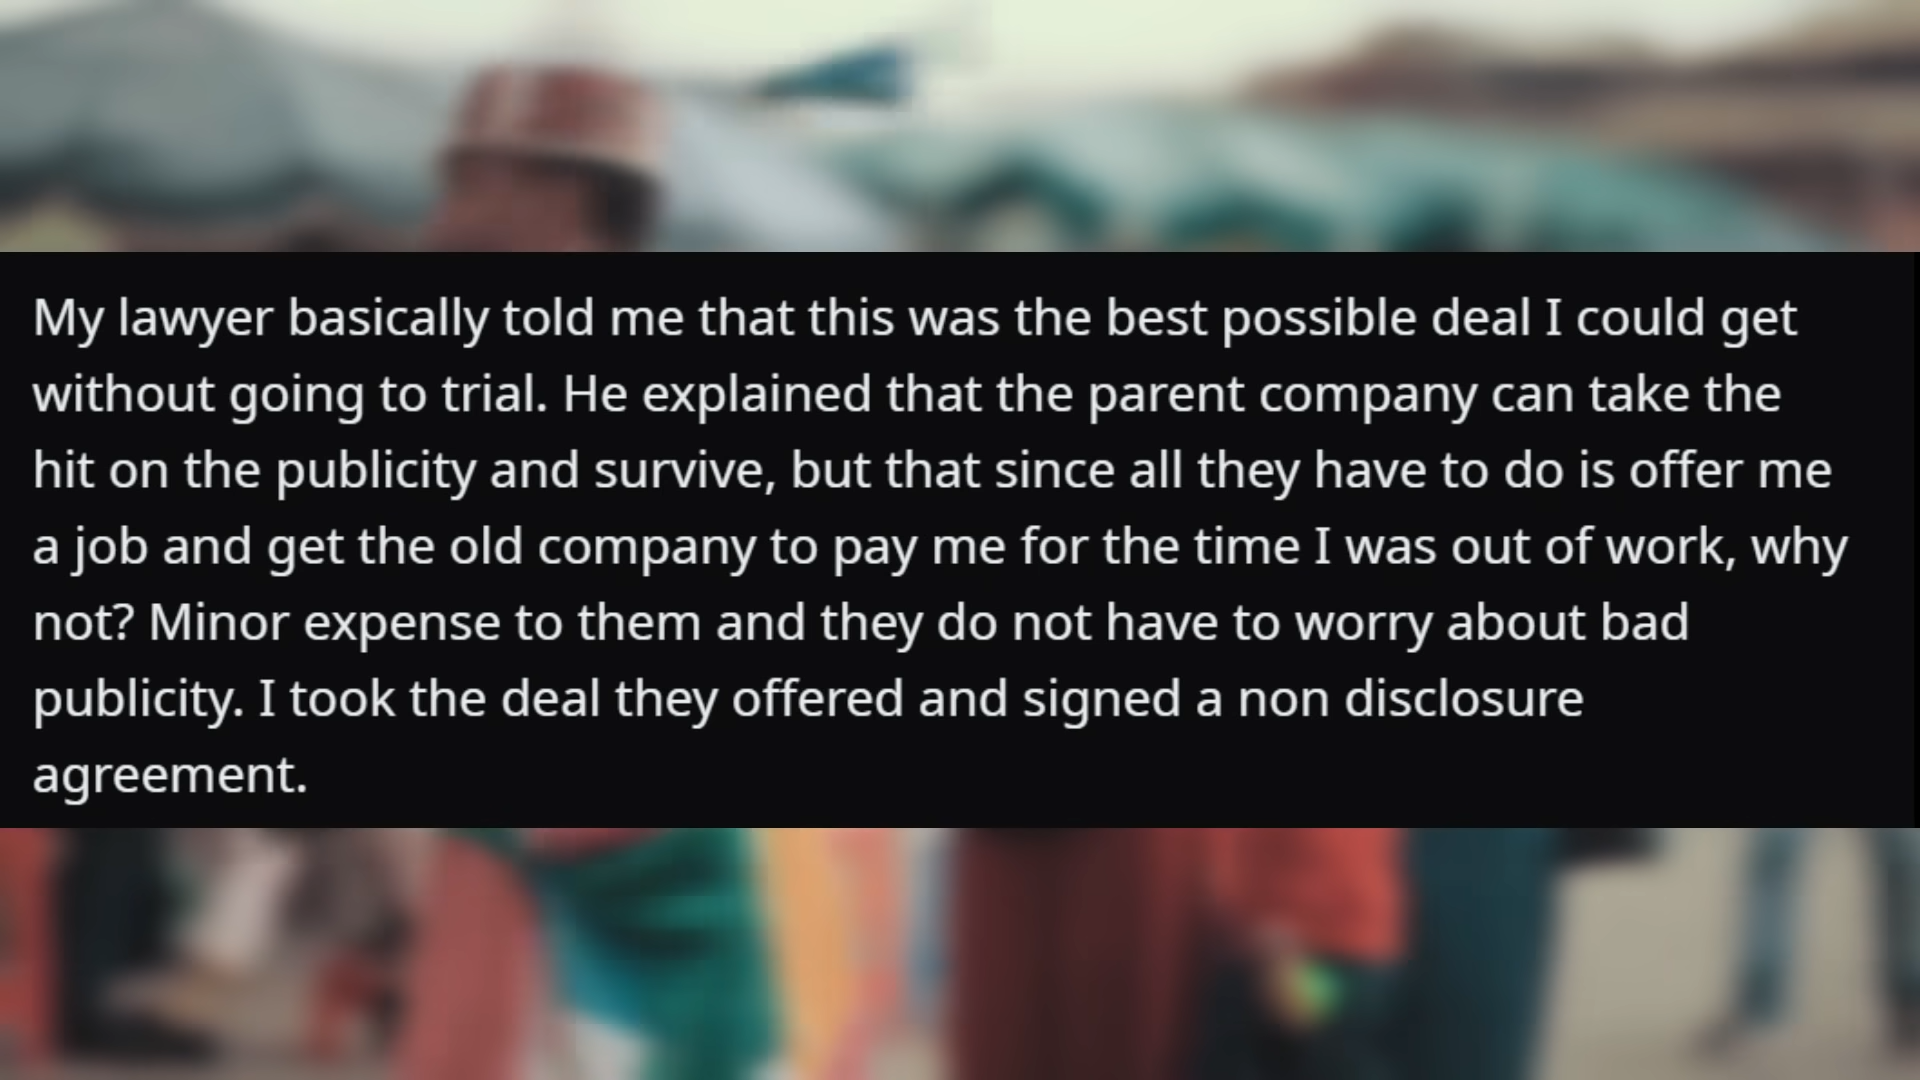 My lawyer basically told me that this was the best possible deal I could get
without going to trial. He explained that the parent company can take the
hit on the publicity and survive, but that since all they have to do is offer me
a job and get the old company to pay me for the time I was out of work, why
not? Minor expense to them and they do not have to worry about bad
publicity. I took the deal they offered and signed a non disclosure
agreement.